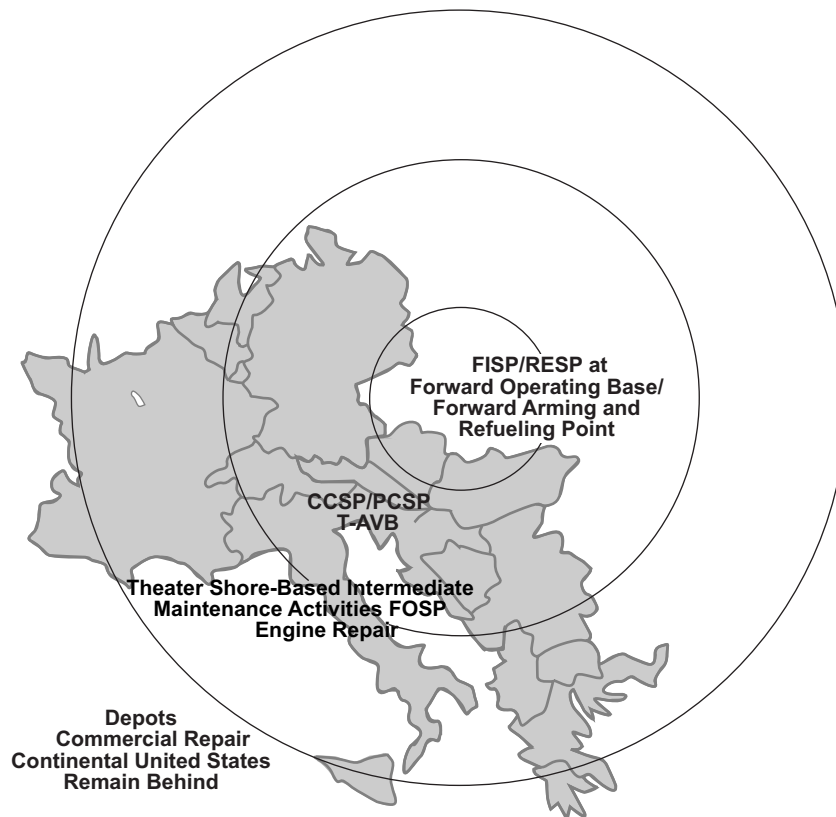 FISP/RESP at
Forward Operating Base/
Forward Arming and
Refueling Point
CCSP/PCSP
T-AVB
Theater Shore-Based Intermediate
Maintenance Activities FOSP
Engine Repair
Depots
Commercial Repair
Continental United States
Remain Behind